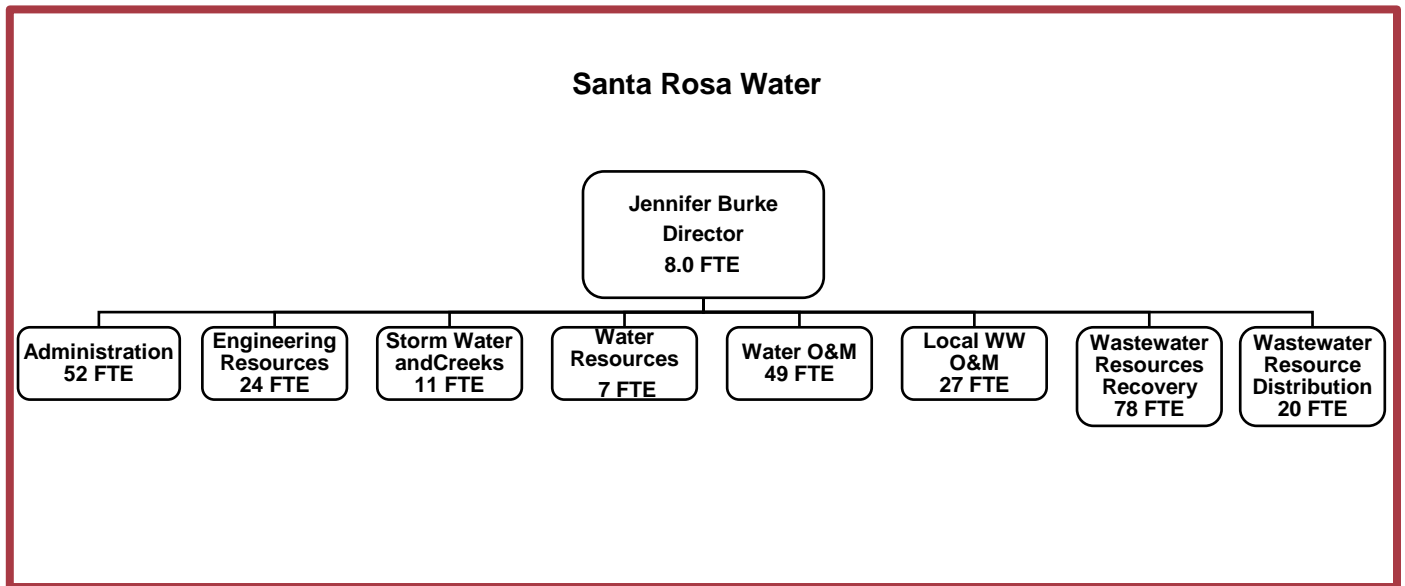 Santa Rosa Water
Jennifer Burke
Director
8.0 FTE
Administration
52 FTE
Engineering
Resources
24 FTE
Storm Water
andCreeks
11 FTE
Water
Resources
7 FTE
Water O&M
49 FTE
Local WW
O&M
27 FTE
Wastewater
Resources
Recovery
78 FTE
Wastewater
Resource
Distribution
20 FTE